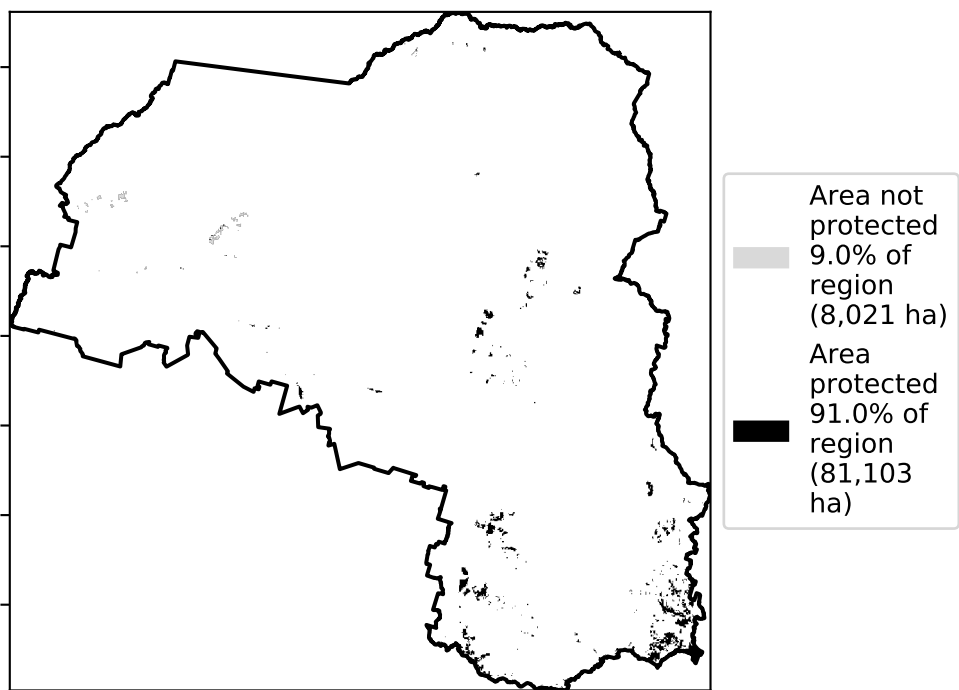 Area not
protected
9.0% of
region
(8,021 ha)
Area
protected
91.0% of
region
(81,103
ha)